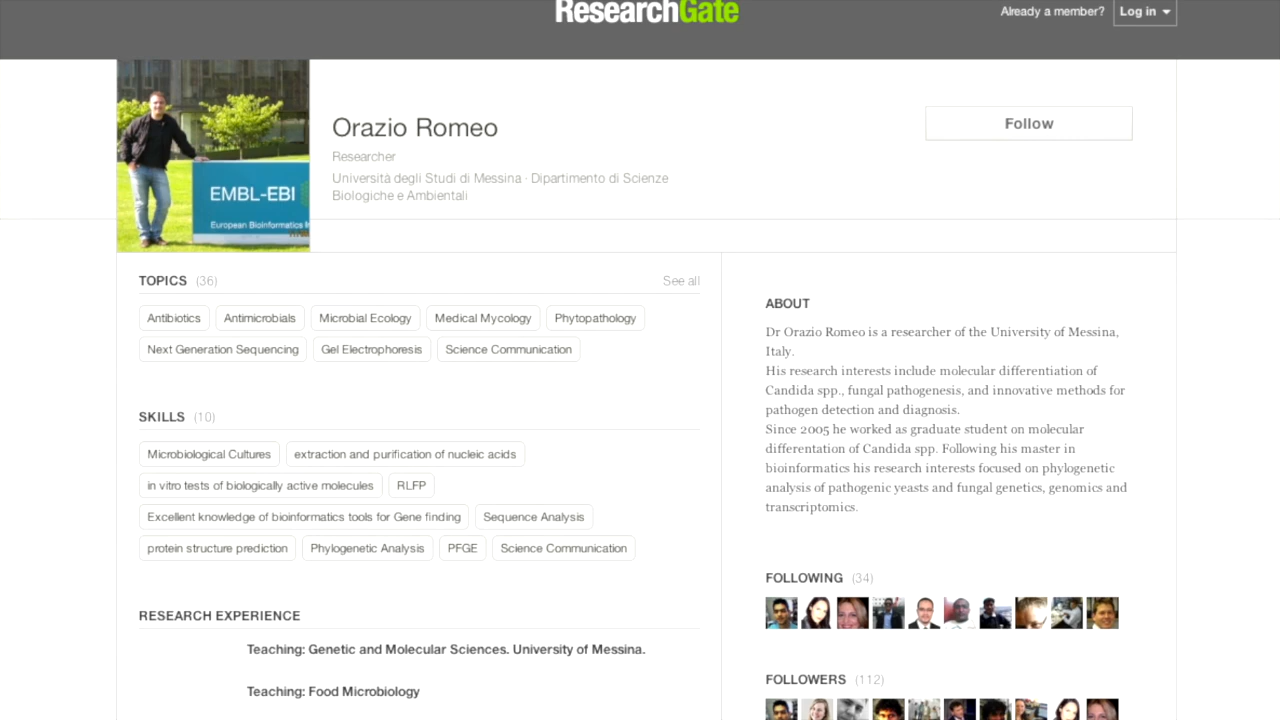 ResearchGate
Already a member? Log in
Orazio Romeo
Follow
Researcher
Università degli Studi di Messina · Dipartimento di Scienze
Biologiche e Ambientali
EMBL-EBI
European Bioinformatics
TOPICS (36)
See all
Antibiotics Antimicrobials Microbial Ecology Medical Mycology Phytopathology
Next Generation Sequencing Gel Electrophoresis Science Communication
SKILLS (10)
Microbiological Cultures extraction and purification of nucleic acids
in vitro tests of biologically active molecules RLFP
Excellent knowledge of bioinformatics tools for Gene finding Sequence Analysis
protein structure prediction Phylogenetic Analysis PFGE Science Communication
RESEARCH EXPERIENCE
Teaching: Genetic and Molecular Sciences. University of Messina.
Teaching: Food Microbiology
ABOUT
Dr Orazio Romeo is a researcher of the University of Messina,
Italy.
His research interests include molecular differentiation of
Candida spp., fungal pathogenesis, and innovative methods for
pathogen detection and diagnosis.
Since 2005 he worked as graduate student on molecular
differentation of Candida spp. Following his master in
bioinformatics his research interests focused on phylogenetic
analysis of pathogenic yeasts and fungal genetics, genomics and
transcriptomics.
FOLLOWING (34)
FOLLOWERS (112)